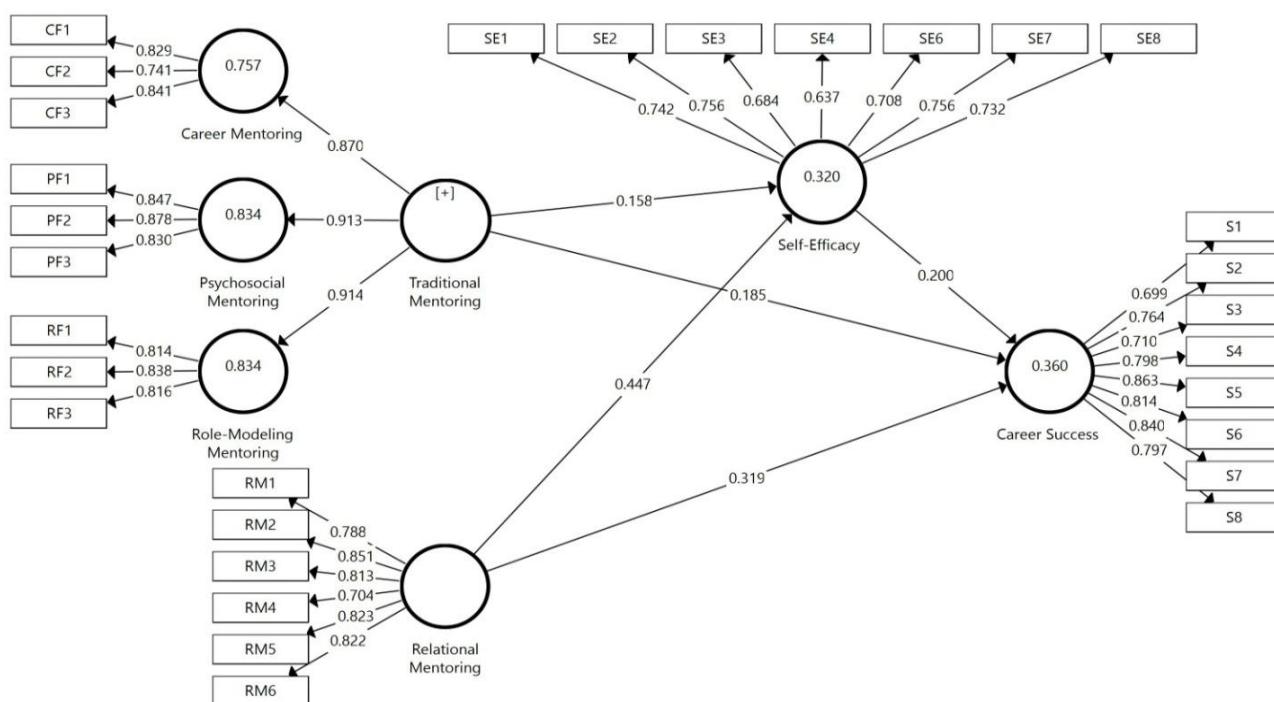 CF1
CF2
CF3
0.829
0.741
0.841
0.757
Career Mentoring
0.870
PF1
PF2
PF3
0.847
0.878
0.830
0.834
Psychosocial
Mentoring
0.913
RF1
RF2
RF3
0.814
0.838
0.816
0.834
Role-Modeling
Mentoring
0.914
[+]
Traditional
Mentoring
SE1
SE2
SE3
SE4
SE6
SE7
SE8
0.742
0.756
0.684
0.637
0.708
0.756
0.732
0.320
Self-Efficacy
0.158
0.185
0.200
0.447
0.319
RM1
RM2
RM3
RM4
RM5
RM6
0.788
0.851
0.813
0.704
0.823
0.822
Relational
Mentoring
0.360
Career Success
0.699
0.764
0.710
0.798
0.863
0.814
0.840
0.797
S1
S2
S3
S4
S5
S6
S7
S8